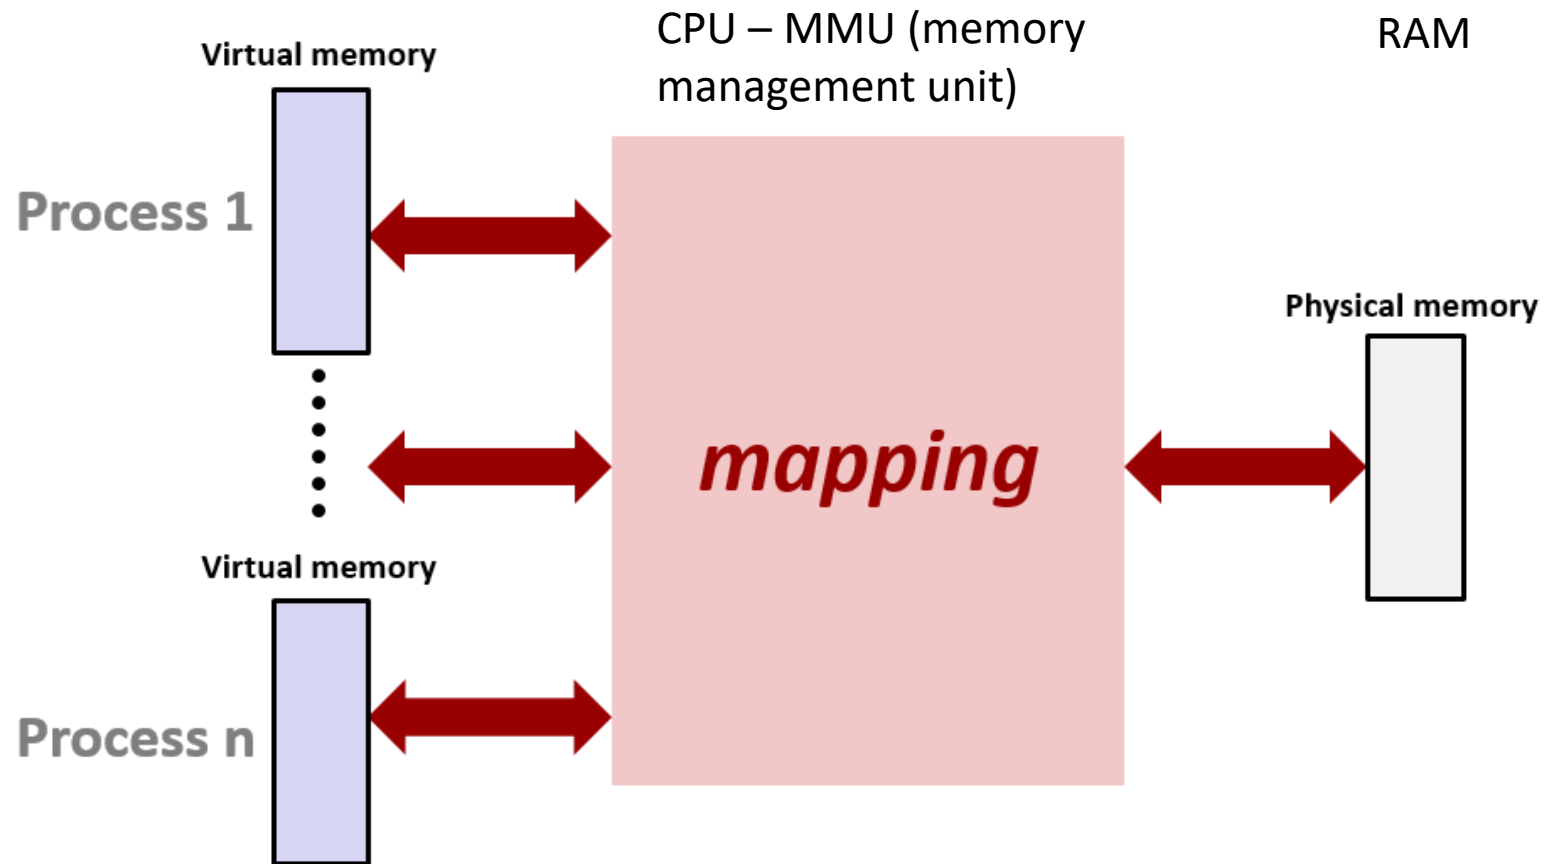 CPU – MMU (memory
management unit)
RAM
Virtual memory
Process 1
Physical memory
mapping
Virtual memory
Process n